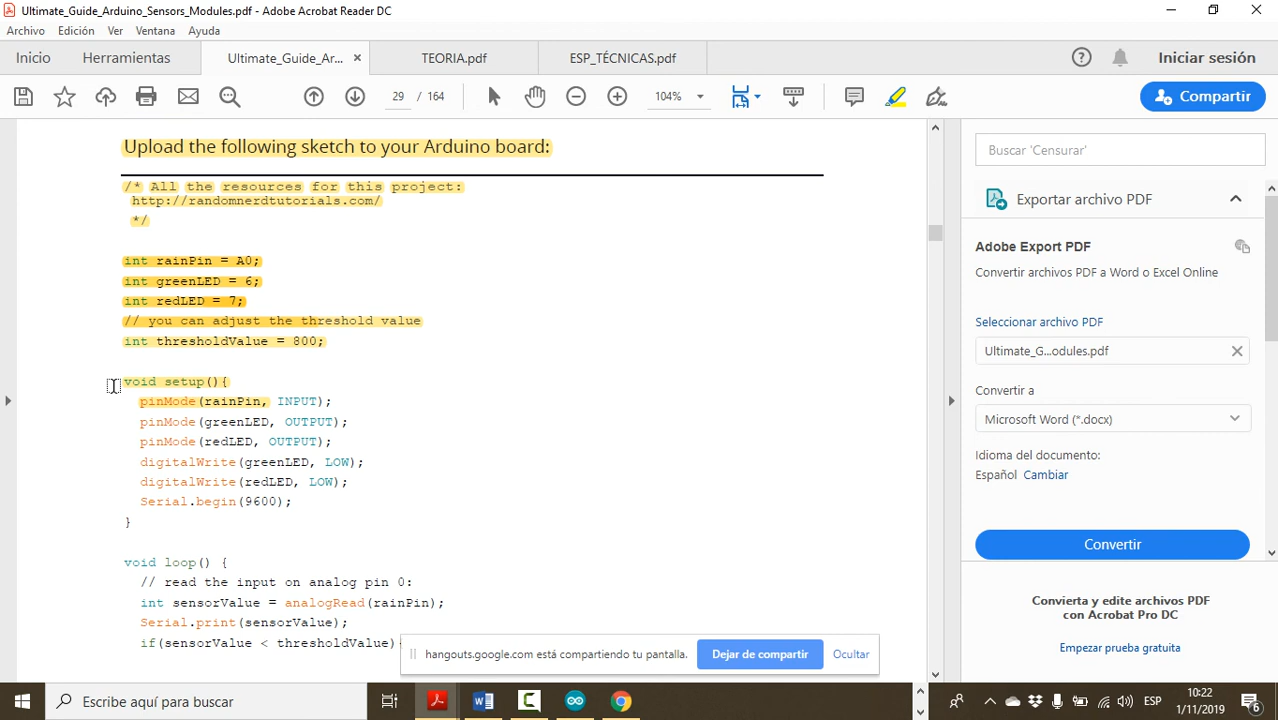 Ultimate_Guide_Arduino_Sensors_Modules.pdf - Adobe Acrobat Reader DC
Archivo Edición Ver Ventana Ayuda
Inicio Herramientas Ultimate_Guide_Ar... TEORIA.pdf ESP_TÉCNICAS.pdf Iniciar sesión
29 / 164 104% Compartir
Upload the following sketch to your Arduino board:
/* All the resources for this project:
http://randomnerdtutorials.com/
*/
int rainPin = A0;
int greenLED = 6;
int redLED = 7;
// you can adjust the threshold value
int thresholdValue = 800;
void setup(){
pinMode(rainPin, INPUT);
pinMode(greenLED, OUTPUT);
pinMode(redLED, OUTPUT);
digitalWrite(greenLED, LOW);
digitalWrite(redLED, LOW);
Serial.begin(9600);
}
void loop() {
// read the input on analog pin 0:
int sensorValue = analogRead(rainPin);
Serial.print(sensorValue);
if(sensorValue < thresholdValue)
Buscar 'Censurar'
Exportar archivo PDF
Adobe Export PDF
Convertir archivos PDF a Word o Excel Online
Seleccionar archivo PDF
Ultimate_G...odules.pdf
Convertir a
Microsoft Word (*.docx)
Idioma del documento:
Español Cambiar
Convertir
Convierta y edite archivos PDF
con Acrobat Pro DC
Empezar prueba gratuita
hangouts.google.com está compartiendo tu pantalla. Dejar de compartir Ocultar
Escribe aquí para buscar
ESP
10:22
1/11/2019
6